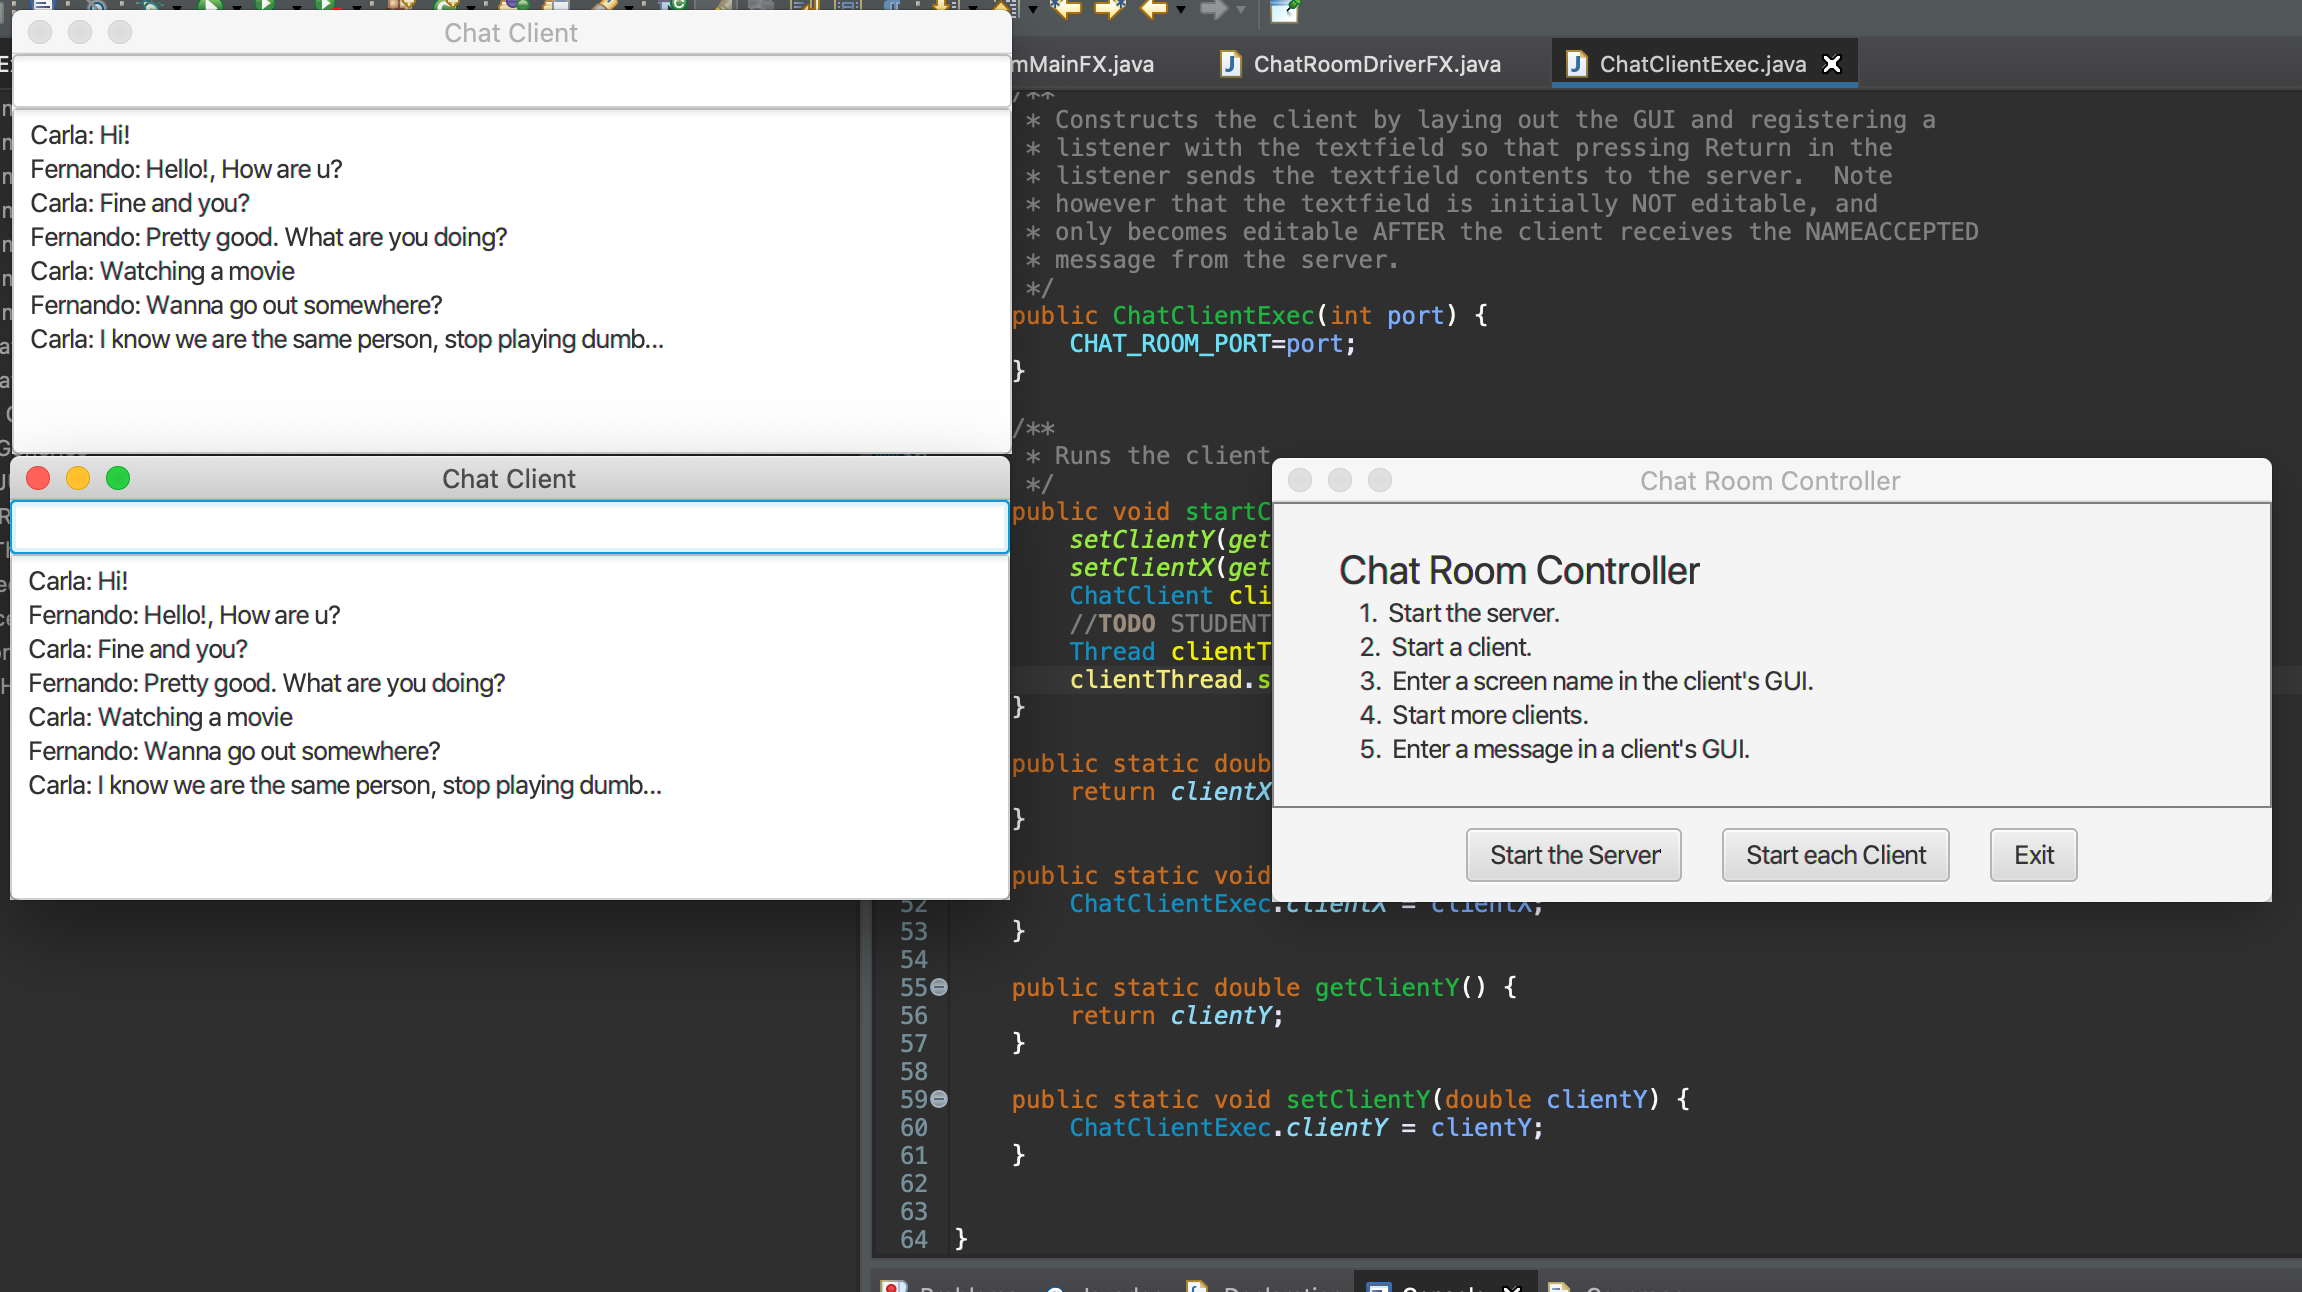 Chat Client
Carla: Hi!
Fernando: Hello!, How are u?
Carla: Fine and you?
Fernando: Pretty good. What are you doing?
Carla: Watching a movie
Fernando: Wanna go out somewhere?
Carla: I know we are the same person, stop playing dumb...
Chat Client
Carla: Hi!
Fernando: Hello!, How are u?
Carla: Fine and you?
Fernando: Pretty good. What are you doing?
Carla: Watching a movie
Fernando: Wanna go out somewhere?
Carla: I know we are the same person, stop playing dumb...
mMainFX.java
ChatRoomDriverFX.java
ChatClientExec.java
/**
* Constructs the client by laying out the GUI and registering a
* listener with the textfield so that pressing Return in the
* listener sends the textfield contents to the server.  Note
* however that the textfield is initially NOT editable, and
* only becomes editable AFTER the client receives the NAMEACCEPTED
* message from the server.
*/
public ChatClientExec(int port) {
CHAT_ROOM_PORT=port;
}
/**
* Runs the client
*/
public void startC
setClientY(get
setClientX(get
ChatClient cli
//TODO STUDENT
Thread clientT
clientThread.s
}
public static doub
return clientX
}
public static void
52 ChatClientExec.clientX = clientX;
53 }
54
55 public static double getClientY() {
56 return clientY;
57 }
58
59 public static void setClientY(double clientY) {
60 ChatClientExec.clientY = clientY;
61 }
62
63
64 }
Chat Room Controller
Chat Room Controller
1. Start the server.
2. Start a client.
3. Enter a screen name in the client's GUI.
4. Start more clients.
5. Enter a message in a client's GUI.
Start the Server
Start each Client
Exit